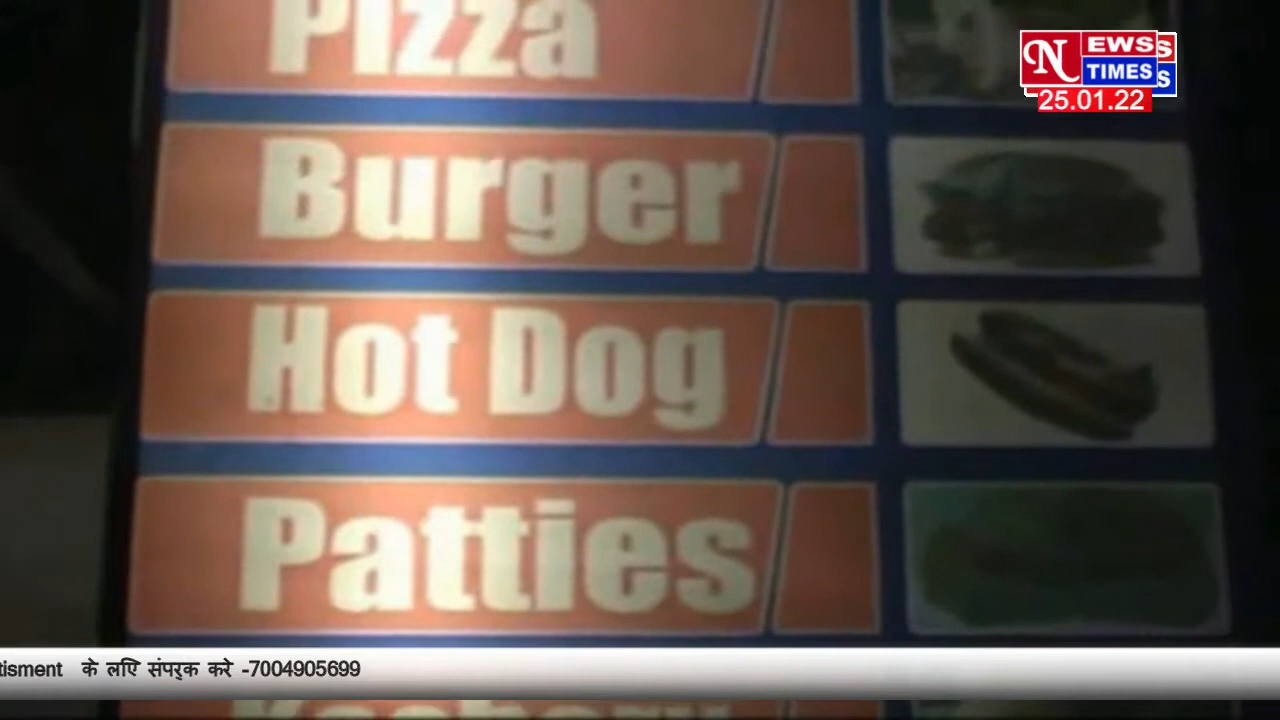 Pizza
NEWS S
TIMES S
25.01.22
Burger
Hot Dog
Patties
tisment के लिए संपर्क करे -7004905699